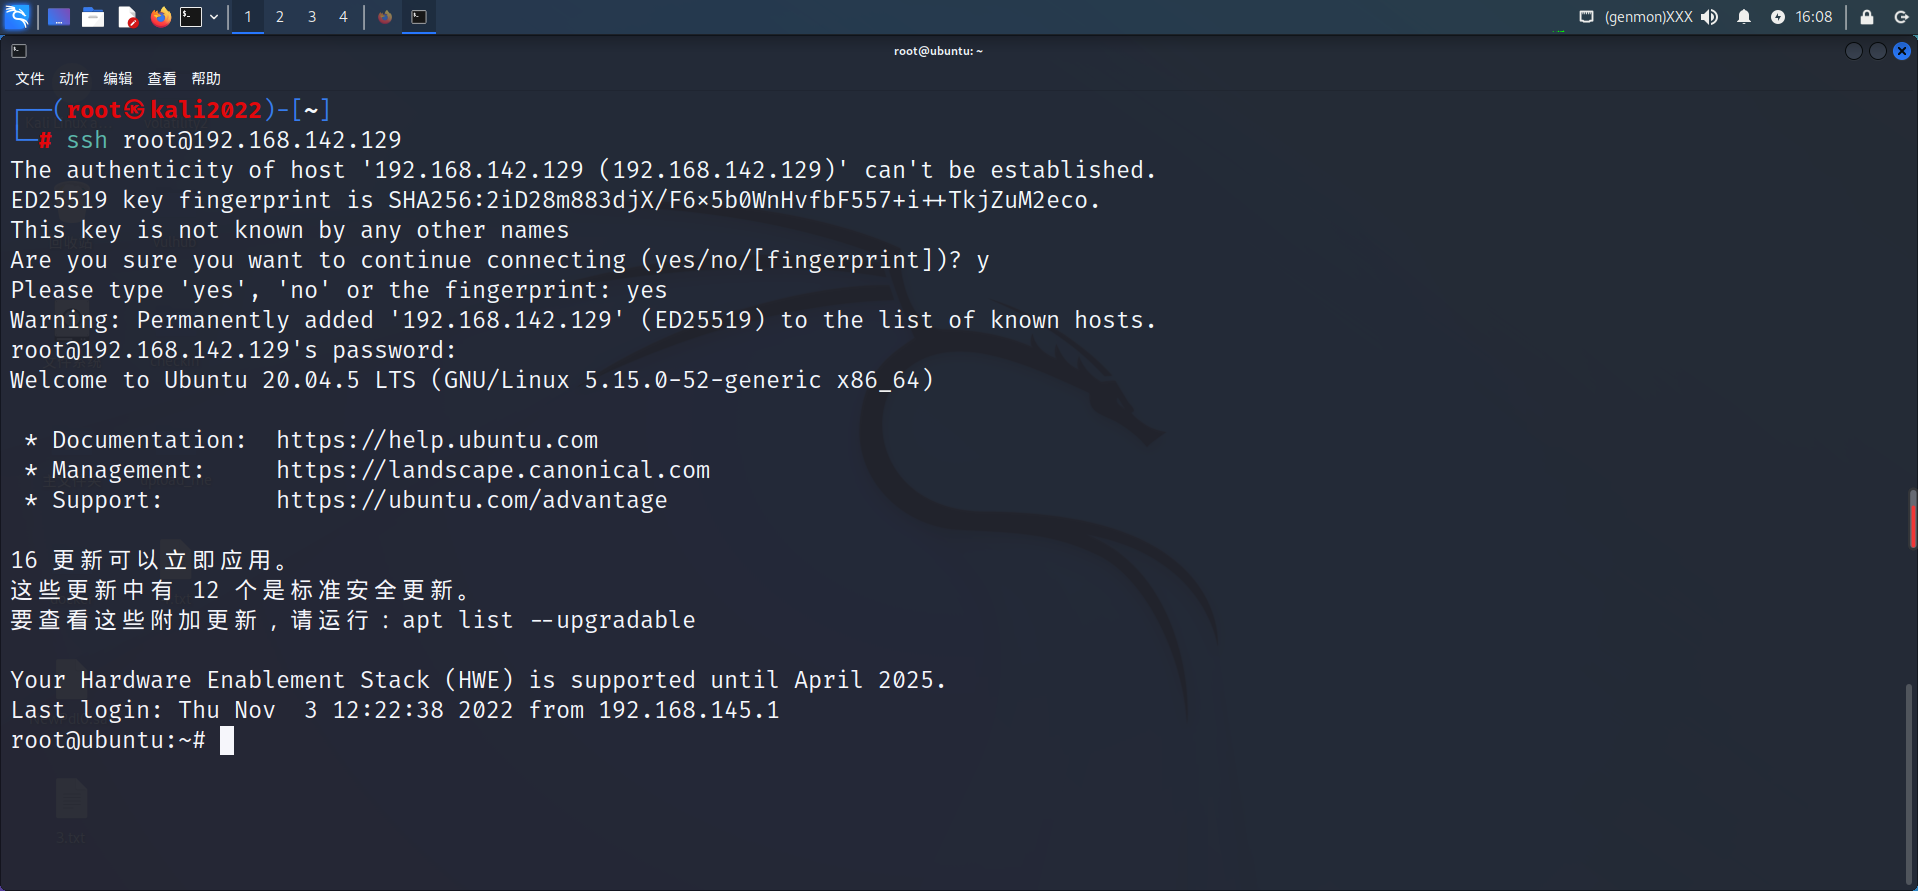 1 2 3 4 (genmon)XXX 16:08
root@ubuntu: ~
文件 动作 编辑 查看 帮助
(root㉿kali2022)-[~]
# ssh root@192.168.142.129
The authenticity of host '192.168.142.129 (192.168.142.129)' can't be established.
ED25519 key fingerprint is SHA256:2iD28m883djX/F6×5b0WnHvfbF557+i++TkjZuM2eco.
This key is not known by any other names
Are you sure you want to continue connecting (yes/no/[fingerprint])? y
Please type 'yes', 'no' or the fingerprint: yes
Warning: Permanently added '192.168.142.129' (ED25519) to the list of known hosts.
root@192.168.142.129's password:
Welcome to Ubuntu 20.04.5 LTS (GNU/Linux 5.15.0-52-generic x86_64)
* Documentation:  https://help.ubuntu.com
* Management:     https://landscape.canonical.com
* Support:        https://ubuntu.com/advantage
16 更新可以立即应用。
这些更新中有 12 个是标准安全更新。
要查看这些附加更新，请运行：apt list --upgradable
Your Hardware Enablement Stack (HWE) is supported until April 2025.
Last login: Thu Nov  3 12:22:38 2022 from 192.168.145.1
root@ubuntu:~#
3.txt